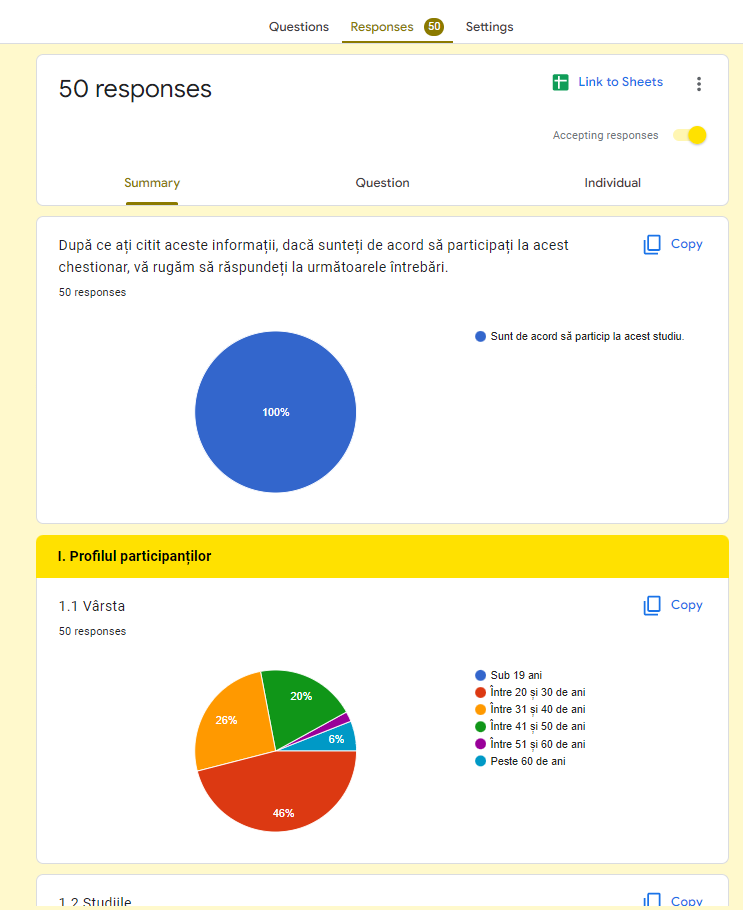 Questions
Responses 50
Settings
50 responses
Link to Sheets
Accepting responses
Summary
Question
Individual
După ce ați citit aceste informații, dacă sunteți de acord să participați la acest
chestionar, vă rugăm să răspundeți la următoarele întrebări.
Copy
50 responses
100%
Sunt de acord să particip la acest studiu.
I. Profilul participanților
1.1 Vârsta
Copy
50 responses
20%
26%
6%
46%
Sub 19 ani
Între 20 și 30 de ani
Între 31 și 40 de ani
Între 41 și 50 de ani
Între 51 și 60 de ani
Peste 60 de ani
1.2 Studiile
Copy